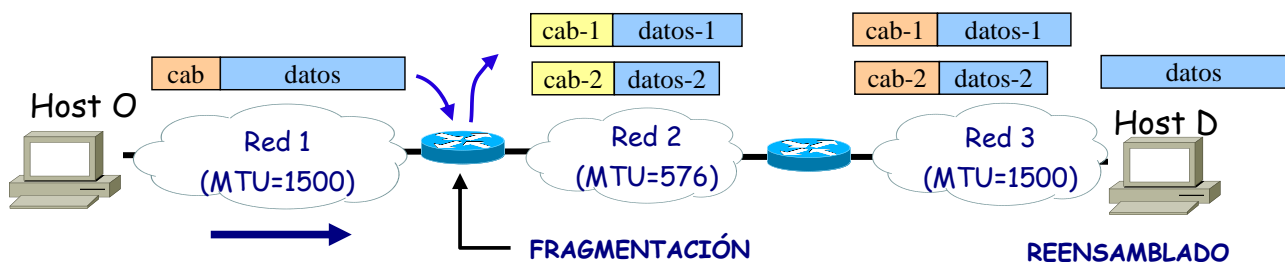 cab-1 datos-1
cab-2 datos-2
cab-1 datos-1
cab-2 datos-2
cab datos
datos
Host O
Red 1
(MTU=1500)
Red 2
(MTU=576)
Red 3
(MTU=1500)
Host D
FRAGMENTACIÓN
REENSAMBLADO